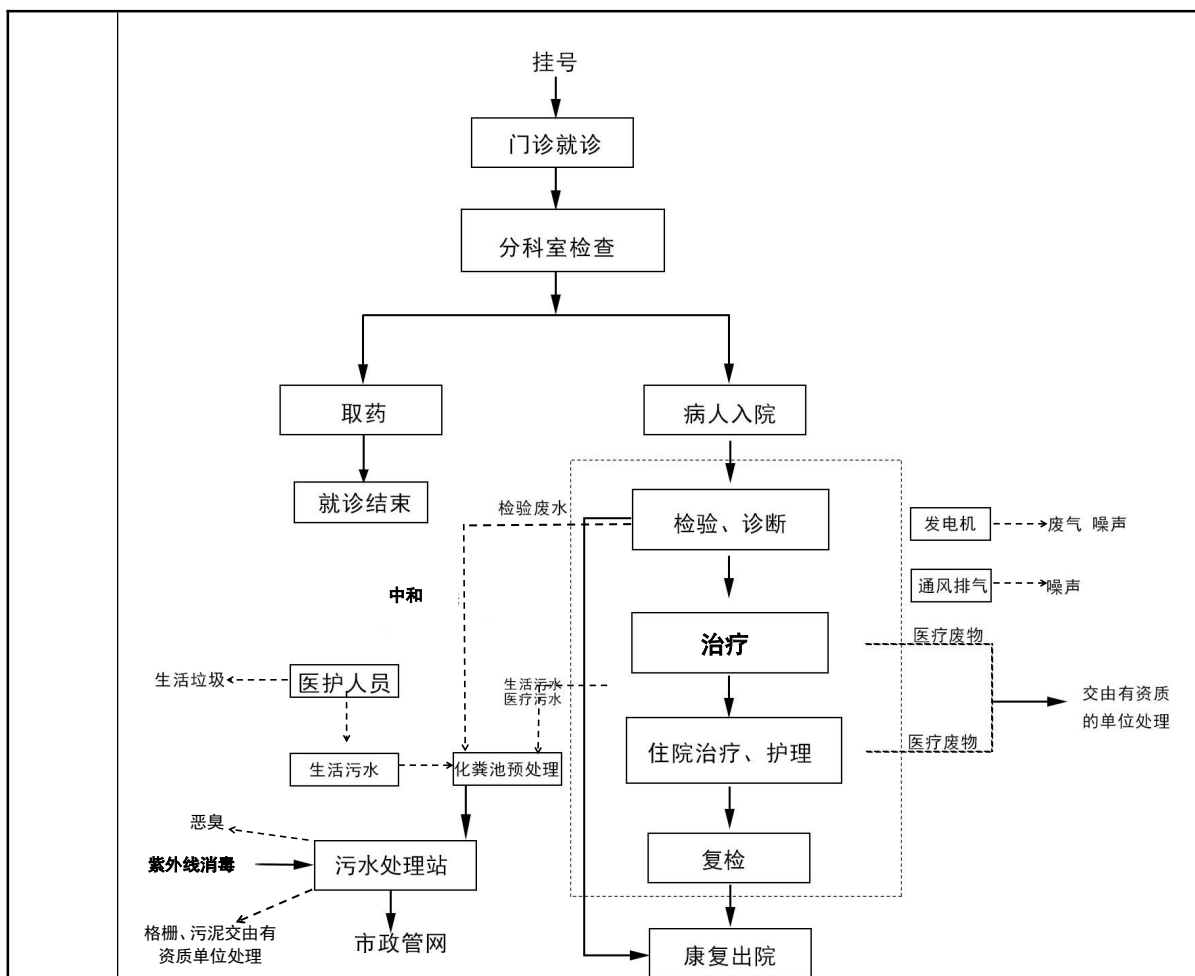 挂号
门诊就诊
分科室检查
取药
病人入院
就诊结束
检验废水
检验、诊断
发电机
废气 噪声
中和
通风排气
噪声
治疗
医疗废物
生活垃圾
医护人员
生活污水
医疗污水
交由有资质
的单位处理
生活污水
化粪池预处理
住院治疗、护理
医疗废物
恶臭
紫外线消毒
污水处理站
复检
格栅、污泥交由有
资质单位处理
市政管网
康复出院